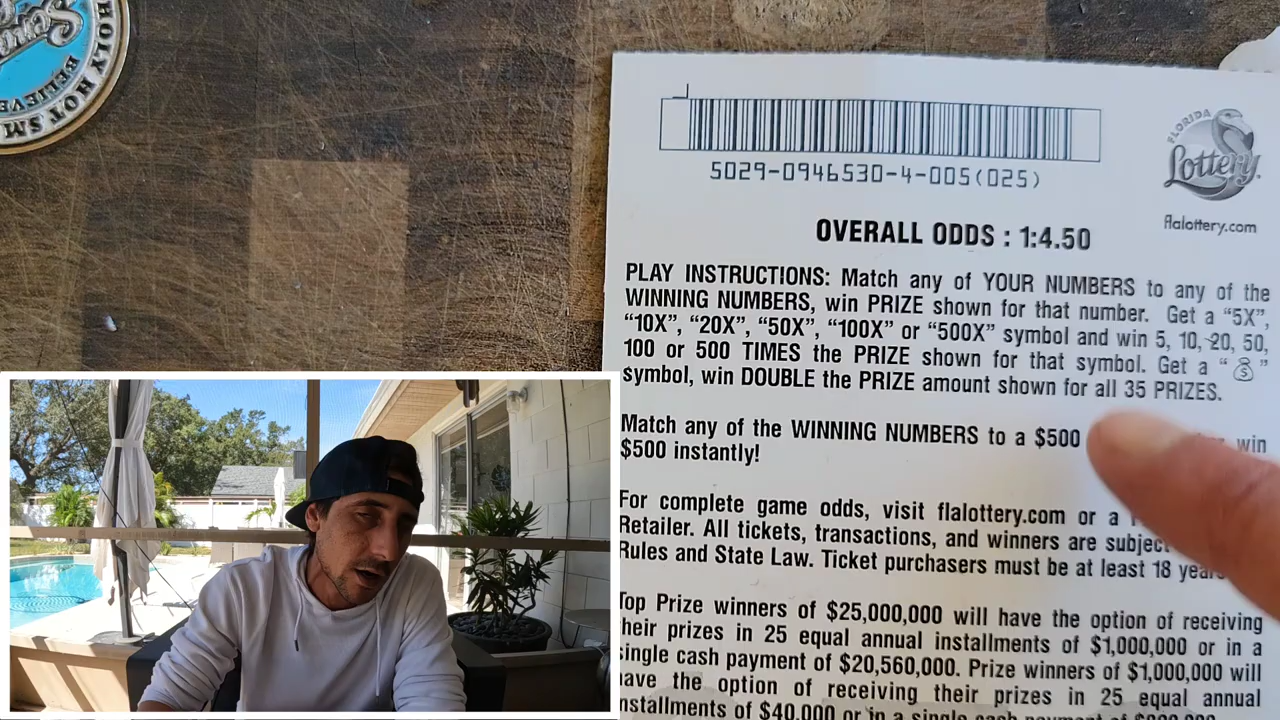 HOLY HOT SM
BELIEVE
5029-0946530-4-005(025)
FLORIDA
Lottery
flalottery.com
OVERALL ODDS : 1:4.50
PLAY INSTRUCTIONS: Match any of YOUR NUMBERS to any of the
WINNING NUMBERS, win PRIZE shown for that number. Get a “5X”,
“10X”, “20X”, “50X”, “100X” or “500X” symbol and win 5, 10, 20, 50,
100 or 500 TIMES the PRIZE shown for that symbol. Get a “ ”
symbol, win DOUBLE the PRIZE amount shown for all 35 PRIZES.
Match any of the WINNING NUMBERS to a $500 win
$500 instantly!
For complete game odds, visit flalottery.com or a
Retailer. All tickets, transactions, and winners are subject
Rules and State Law. Ticket purchasers must be at least 18
Top Prize winners of $25,000,000 will have the option of receiving
their prizes in 25 equal annual installments of $1,000,000 or in a
single cash payment of $20,560,000. Prize winners of $1,000,000 will
have the option of receiving their prizes in 25 equal annual
installments of $40,000 or in a single cash payment of